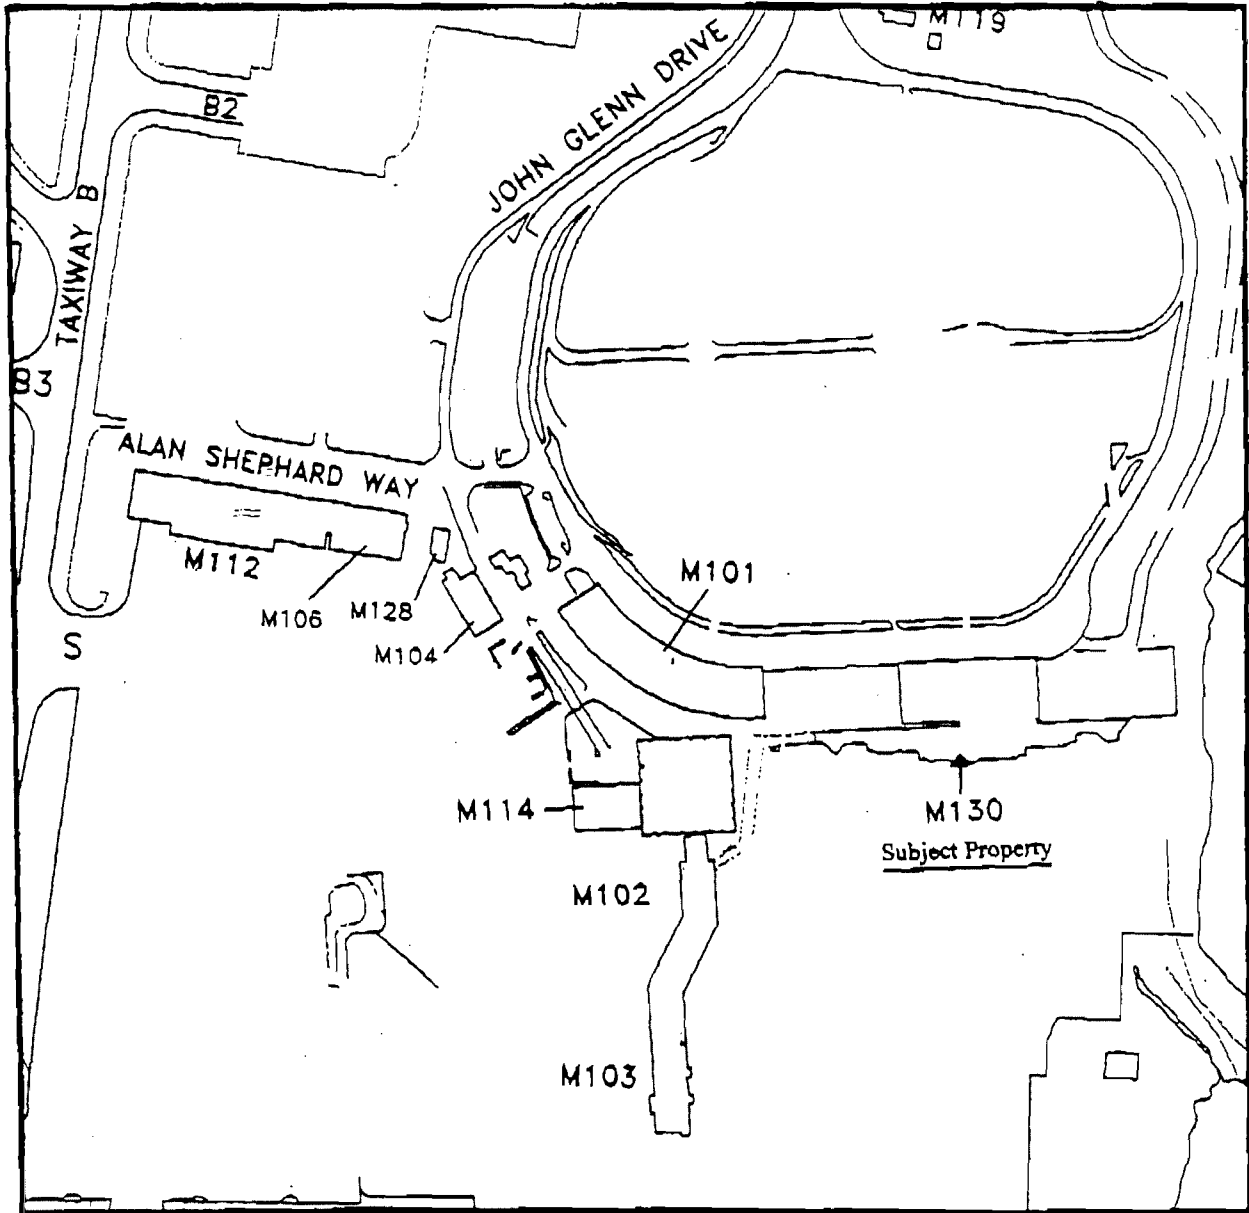 M119
JOHN GLENN DRIVE
B2
TAXIWAY B
B3
ALAN SHEPHARD WAY
M112
M106
M128
M104
M101
S
M114
M130
Subject Property
M102
M103